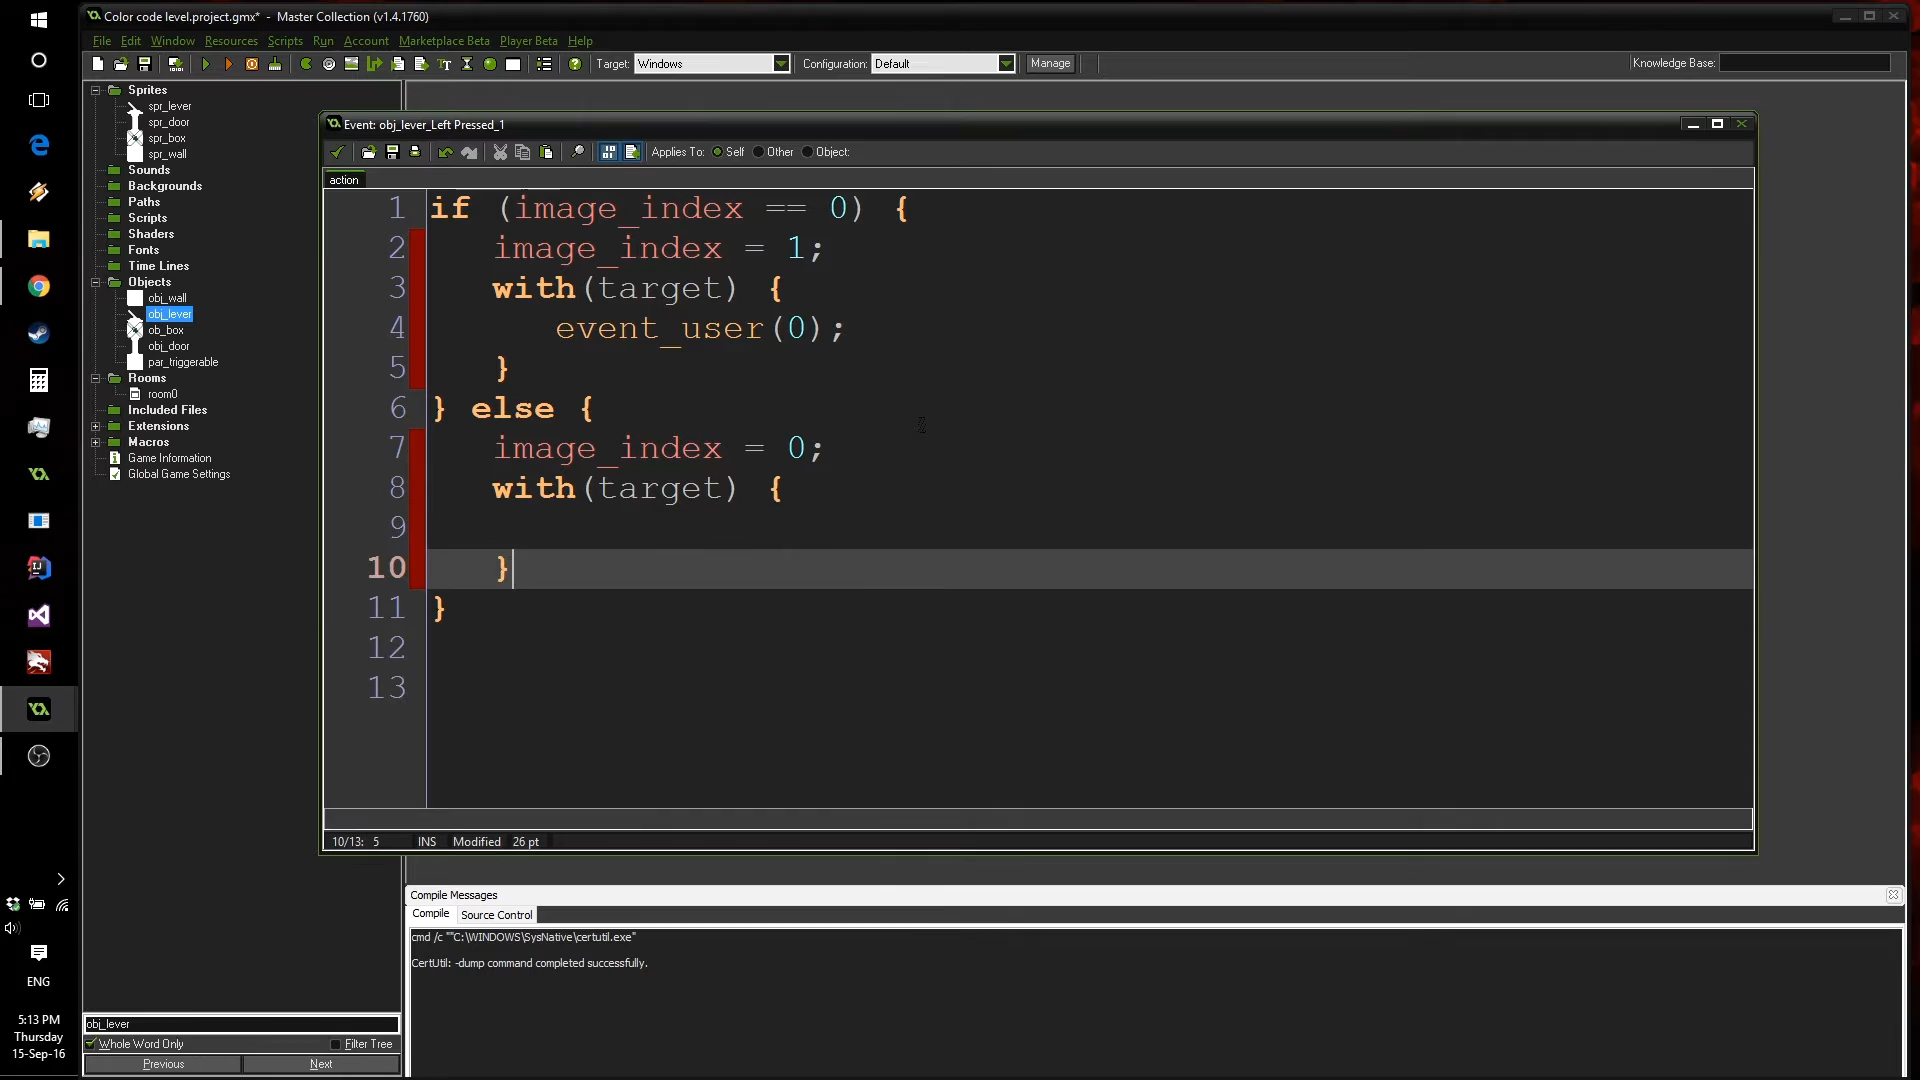 Color code level.project.gmx* - Master Collection (v1.4.1760)
File Edit Window Resources Scripts Run Account Marketplace Beta Player Beta Help
Target: Windows Configuration: Default Manage Knowledge Base:
Sprites
spr_lever
spr_door
spr_box
spr_wall
Sounds
Backgrounds
Paths
Scripts
Shaders
Fonts
Time Lines
Objects
obj_wall
obj_lever
ob_box
obj_door
par_triggerable
Rooms
room0
Included Files
Extensions
Macros
Game Information
Global Game Settings
Event: obj_lever_Left Pressed_1
Applies To: Self Other Object:
action
1 if (image_index == 0) {
2 image_index = 1;
3 with(target) {
4 event_user(0);
5 }
6 } else {
7 image_index = 0;
8 with(target) {
9
10 }
11 }
12
13
10/13: 5 INS Modified 26 pt
Compile Messages
Compile Source Control
cmd /c ""C:\WINDOWS\SysNative\certutil.exe"
CertUtil: -dump command completed successfully.
obj_lever
Whole Word Only Filter Tree
Previous Next
ENG
5:13 PM
Thursday
15-Sep-16